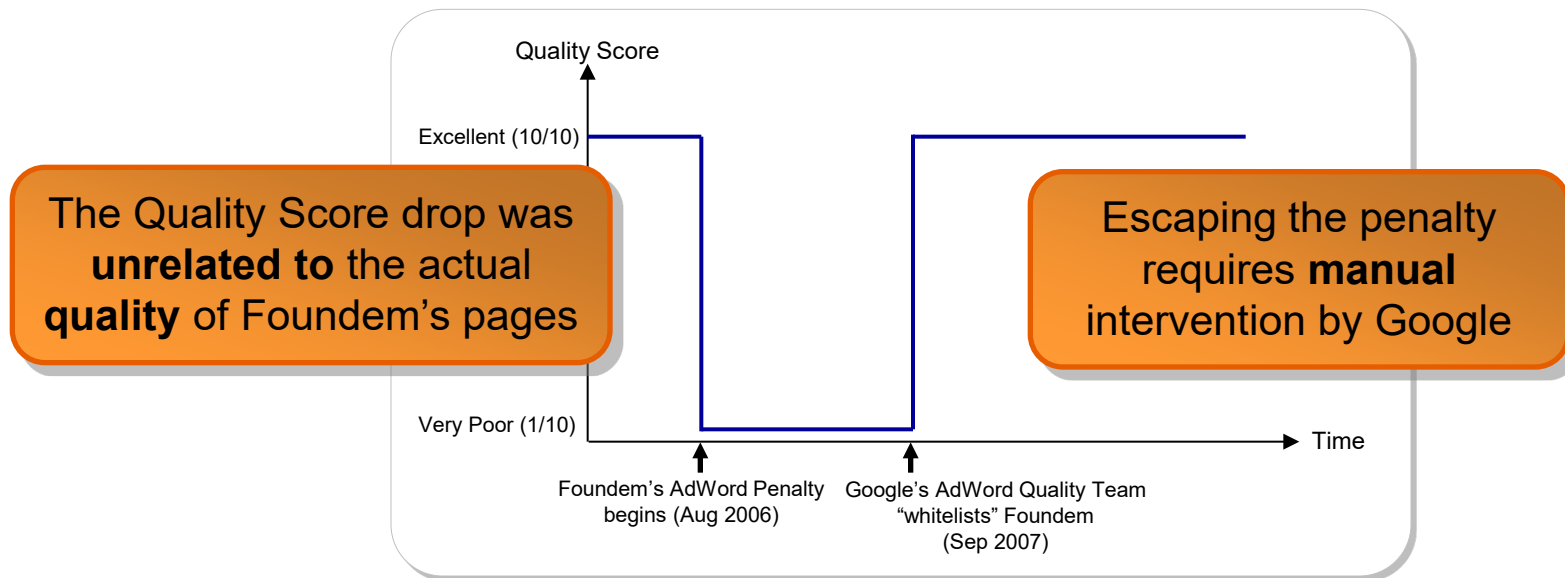 Quality Score
Excellent (10/10)
The Quality Score drop was
unrelated to the actual
quality of Foundem’s pages
Escaping the penalty
requires manual
intervention by Google
Very Poor (1/10)
Time
Foundem’s AdWord Penalty
begins (Aug 2006)
Google’s AdWord Quality Team
“whitelists” Foundem
(Sep 2007)